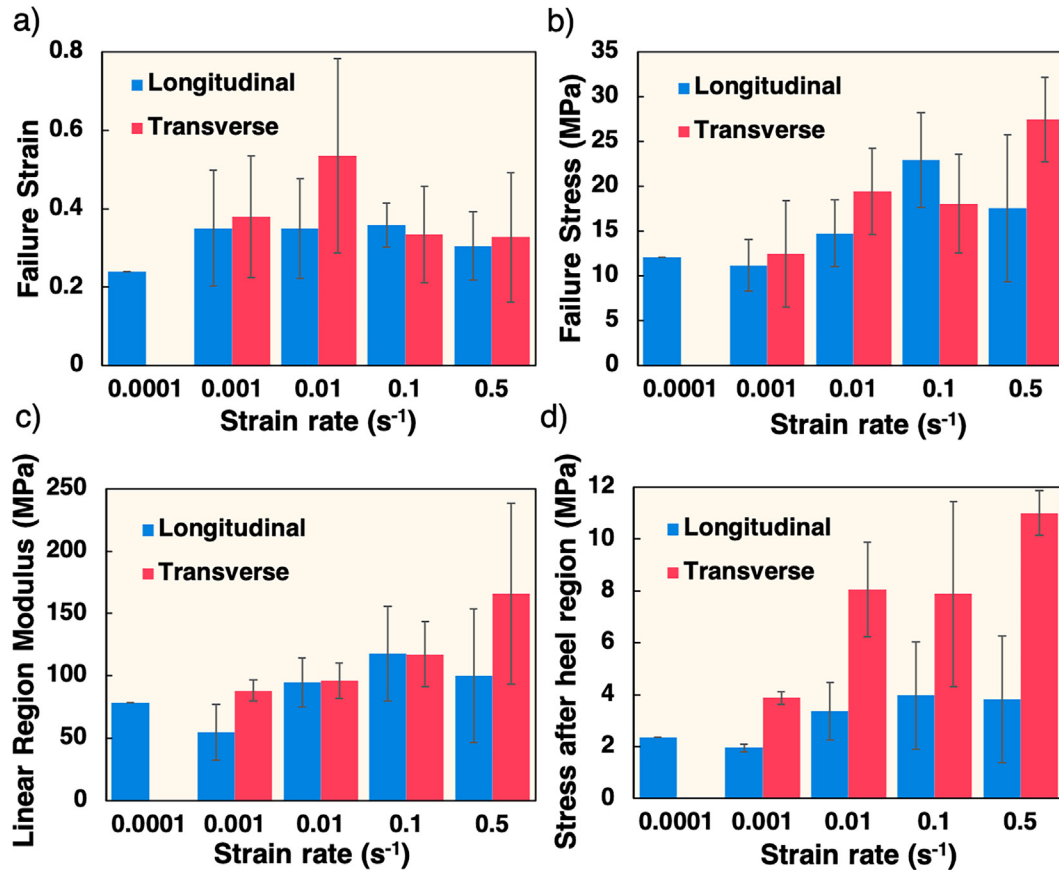 a)
0.8
0.6
0.4
0.2
0
Failure Strain
Longitudinal
Transverse
0.0001 0.001 0.01 0.1 0.5
Strain rate (s⁻¹)
b)
35
30
25
20
15
10
5
0
Failure Stress (MPa)
Longitudinal
Transverse
0.0001 0.001 0.01 0.1 0.5
Strain rate (s⁻¹)
c)
250
200
150
100
50
0
Linear Region Modulus (MPa)
Longitudinal
Transverse
0.0001 0.001 0.01 0.1 0.5
Strain rate (s⁻¹)
d)
12
10
8
6
4
2
0
Stress after heel region (MPa)
Longitudinal
Transverse
0.0001 0.001 0.01 0.1 0.5
Strain rate (s⁻¹)